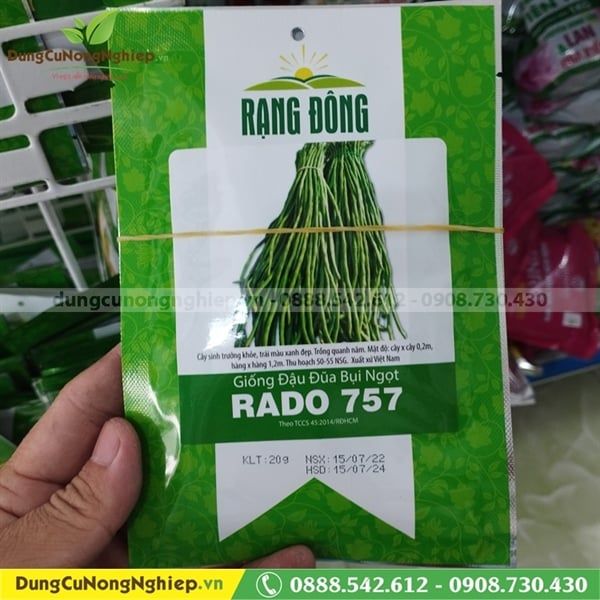 DungCuNongNghiep.vn
RẠNG ĐÔNG
dungcunongnghiep.vn - 0888.542.612 - 0908.730.430
Cây sinh trưởng khỏe, trái màu xanh đẹp. Trồng quanh năm. Mật độ: cây x cây 0,2m,
hàng x hàng 1,2m. Thu hoạch 50-55 NSG. Xuất xứ Việt Nam
Giống Đậu Đũa Bụi Ngọt
RADO 757
Theo TCCS 45:2014/RĐHCM
KLT:20g NSX:15/07/22
HSD:15/07/24
DungCuNongNghiep.vn 0888.542.612 - 0908.730.430